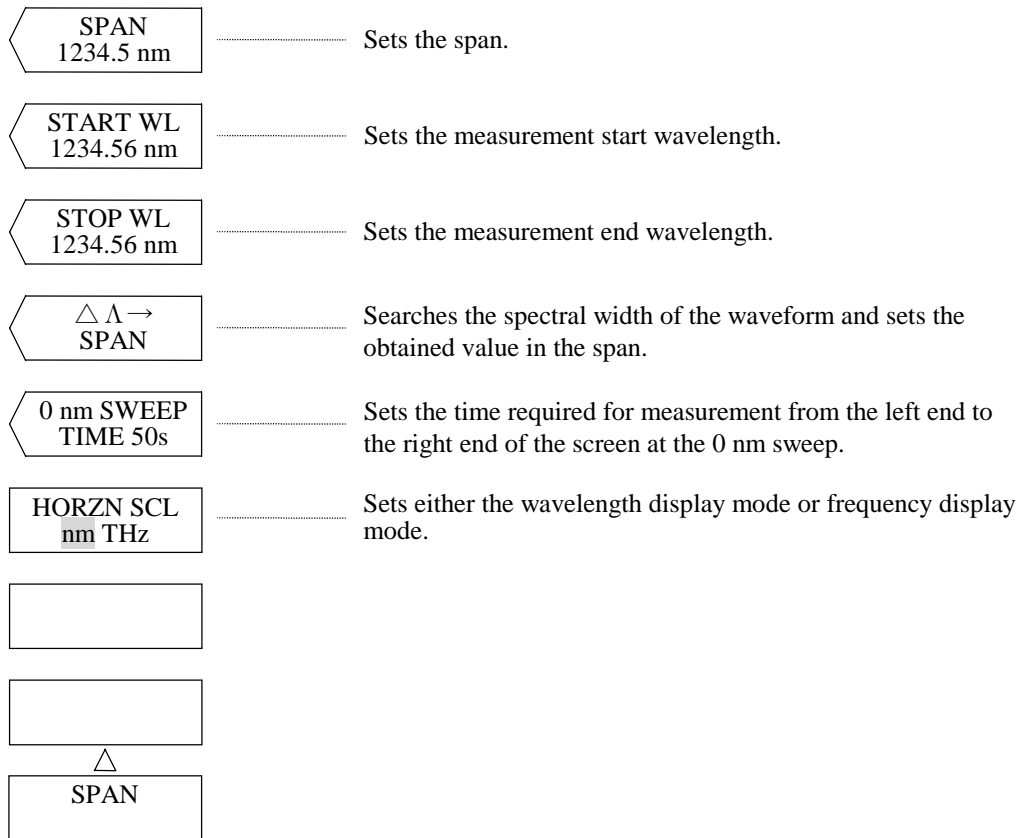 SPAN
1234.5 nm
Sets the span.
START WL
1234.56 nm
Sets the measurement start wavelength.
STOP WL
1234.56 nm
Sets the measurement end wavelength.
△ Λ →
SPAN
Searches the spectral width of the waveform and sets the
obtained value in the span.
0 nm SWEEP
TIME 50s
Sets the time required for measurement from the left end to
the right end of the screen at the 0 nm sweep.
HORZN SCL
nm THz
Sets either the wavelength display mode or frequency display
mode.
SPAN